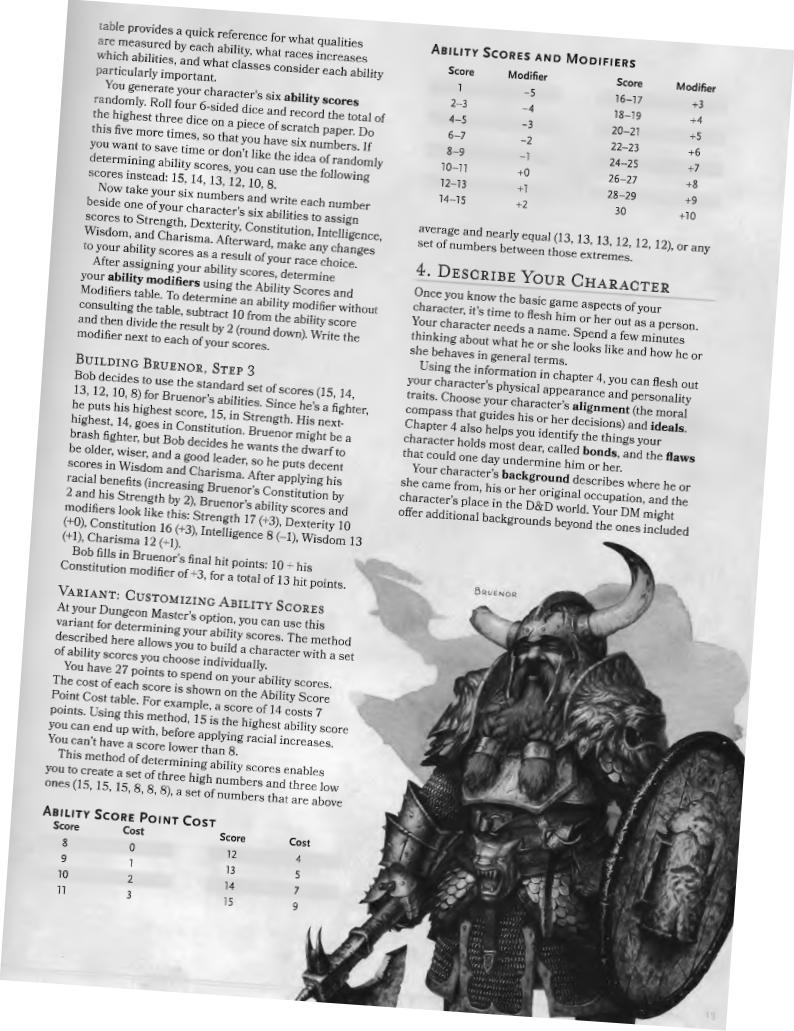 table provides a quick reference for what qualities
are measured by each ability, what races increases
which abilities, and what classes consider each ability
particularly important.
You generate your character's six ability scores
randomly. Roll four 6-sided dice and record the total of
the highest three dice on a piece of scratch paper. Do
this five more times, so that you have six numbers. If
you want to save time or don't like the idea of randomly
determining ability scores, you can use the following
scores instead: 15, 14, 13, 12, 10, 8.
Now take your six numbers and write each number
beside one of your character's six abilities to assign
scores to Strength, Dexterity, Constitution, Intelligence,
Wisdom, and Charisma. Afterward, make any changes
to your ability scores as a result of your race choice.
After assigning your ability scores, determine
your ability modifiers using the Ability Scores and
Modifiers table. To determine an ability modifier without
consulting the table, subtract 10 from the ability score
and then divide the result by 2 (round down). Write the
modifier next to each of your scores.
BUILDING BRUENOR, STEP 3
Bob decides to use the standard set of scores (15, 14,
13, 12, 10, 8) for Bruenor's abilities. Since he's a fighter,
he puts his highest score, 15, in Strength. His next-
highest, 14, goes in Constitution. Bruenor might be a
brash fighter, but Bob decides he wants the dwarf to
be older, wiser, and a good leader, so he puts decent
scores in Wisdom and Charisma. After applying his
racial benefits (increasing Bruenor's Constitution by
2 and his Strength by 2), Bruenor's ability scores and
modifiers look like this: Strength 17 (+3), Dexterity 10
(+0), Constitution 16 (+3), Intelligence 8 (–1), Wisdom 13
(+1), Charisma 12 (+1).
Bob fills in Bruenor's final hit points: 10 + his
Constitution modifier of +3, for a total of 13 hit points.
VARIANT: CUSTOMIZING ABILITY SCORES
At your Dungeon Master's option, you can use this
variant for determining your ability scores. The method
described here allows you to build a character with a set
of ability scores you choose individually.
You have 27 points to spend on your ability scores.
The cost of each score is shown on the Ability Score
Point Cost table. For example, a score of 14 costs 7
points. Using this method, 15 is the highest ability score
you can end up with, before applying racial increases.
You can't have a score lower than 8.
This method of determining ability scores enables
you to create a set of three high numbers and three low
ones (15, 15, 15, 8, 8, 8), a set of numbers that are above
ABILITY SCORE POINT COST
Score Cost Score Cost
8 0 12 4
9 1 13 5
10 2 14 7
11 3 15 9
ABILITY SCORES AND MODIFIERS
Score Modifier Score Modifier
1 –5 16–17 +3
2–3 –4 18–19 +4
4–5 –3 20–21 +5
6–7 –2 22–23 +6
8–9 –1 24–25 +7
10–11 +0 26–27 +8
12–13 +1 28–29 +9
14–15 +2 30 +10
average and nearly equal (13, 13, 13, 12, 12, 12), or any
set of numbers between those extremes.
4. DESCRIBE YOUR CHARACTER
Once you know the basic game aspects of your
character, it's time to flesh him or her out as a person.
Your character needs a name. Spend a few minutes
thinking about what he or she looks like and how he or
she behaves in general terms.
Using the information in chapter 4, you can flesh out
your character's physical appearance and personality
traits. Choose your character's alignment (the moral
compass that guides his or her decisions) and ideals.
Chapter 4 also helps you identify the things your
character holds most dear, called bonds, and the flaws
that could one day undermine him or her.
Your character's background describes where he or
she came from, his or her original occupation, and the
character's place in the D&D world. Your DM might
offer additional backgrounds beyond the ones included
BRUENOR